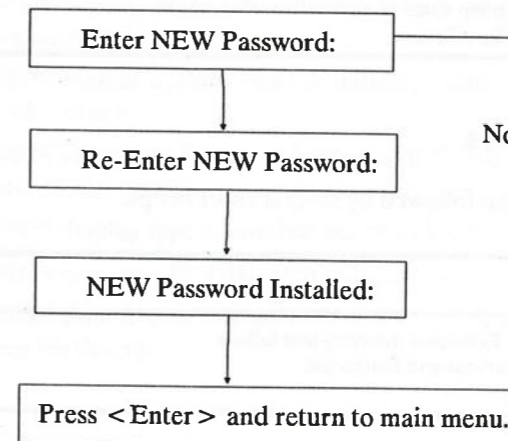 Enter NEW Password:
No
Re-Enter NEW Password:
NEW Password Installed:
Press <Enter> and return to main menu.